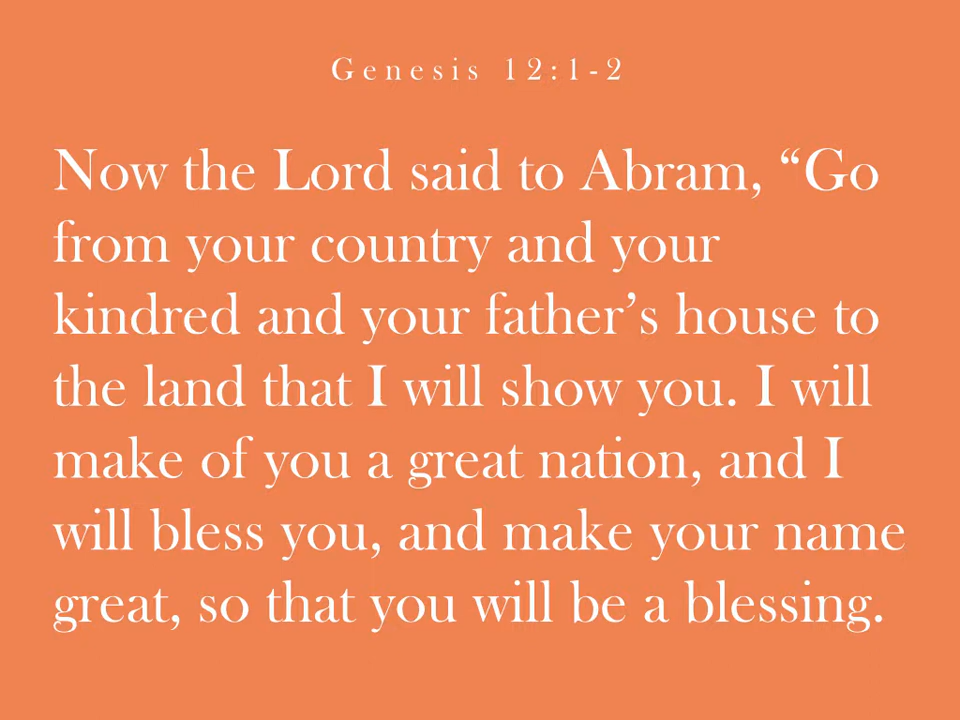 Genesis 12:1-2
Now the Lord said to Abram, “Go
from your country and your
kindred and your father’s house to
the land that I will show you. I will
make of you a great nation, and I
will bless you, and make your name
great, so that you will be a blessing.